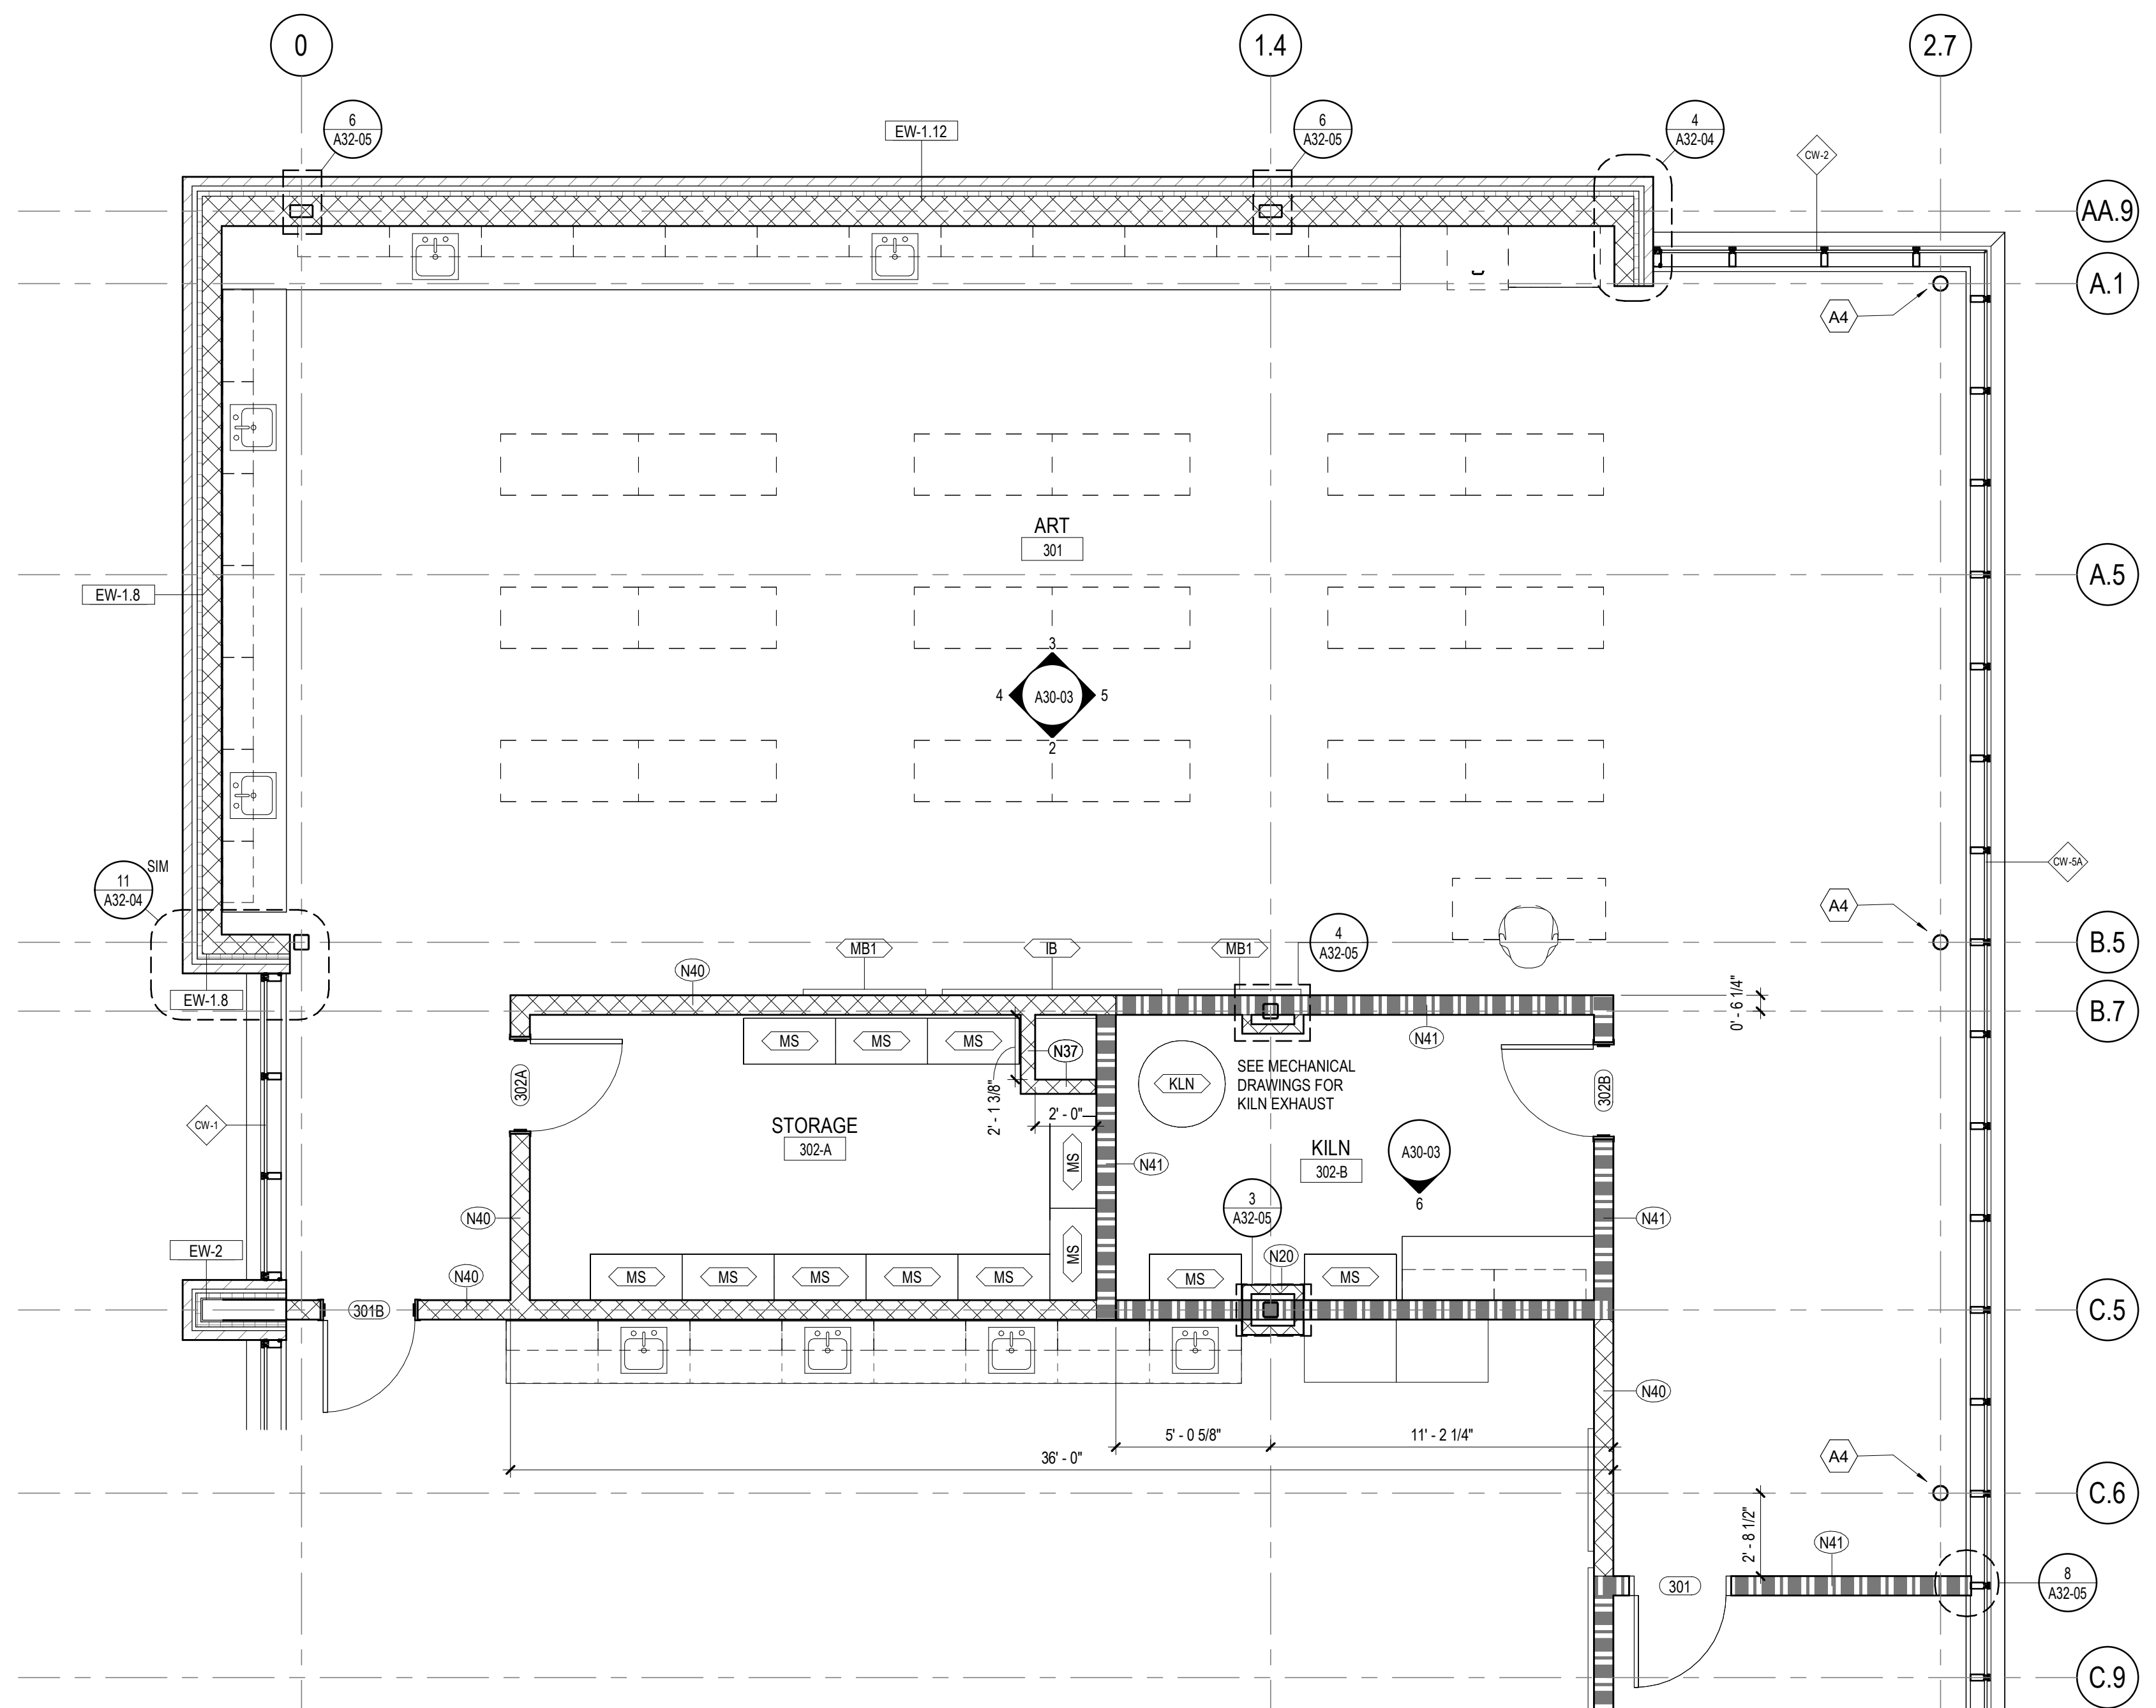 0
1.4
2.7
6
A32-05
EW-1.12
6
A32-05
4
A32-04
CW-2
AA.9
A.1
A4
ART
301
A.5
EW-1.8
3
4
A30-03
5
2
CW-5A
SIM
11
A32-04
A4
B.5
MB1
IB
MB1
4
A32-05
N40
EW-1.8
0' - 6 1/4"
B.7
MS
MS
MS
N37
N41
302A
2' - 1 3/8"
KLN
SEE MECHANICAL
DRAWINGS FOR
KILN EXHAUST
302B
2' - 0"
CW-1
STORAGE
302-A
MS
N41
KILN
302-B
A30-03
6
3
A32-05
N40
N41
EW-2
MS
N20
N40
MS
MS
MS
MS
MS
MS
MS
301B
C.5
N40
5' - 0 5/8"
11' - 2 1/4"
36' - 0"
A4
C.6
2' - 8 1/2"
N41
301
8
A32-05
C.9